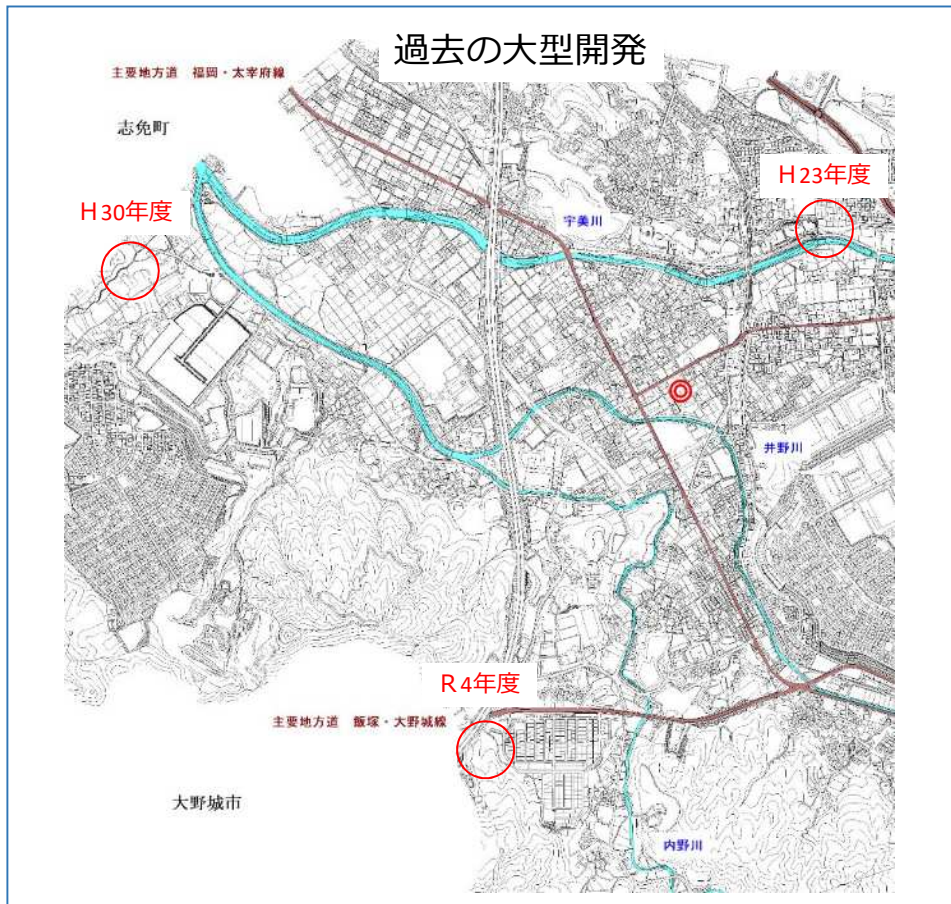 過去の大型開発
主要地方道 福岡・太宰府線
志免町
H23年度
H30年度
宇美川
井野川
R4年度
主要地方道 飯塚・大野城線
大野城市
内野川